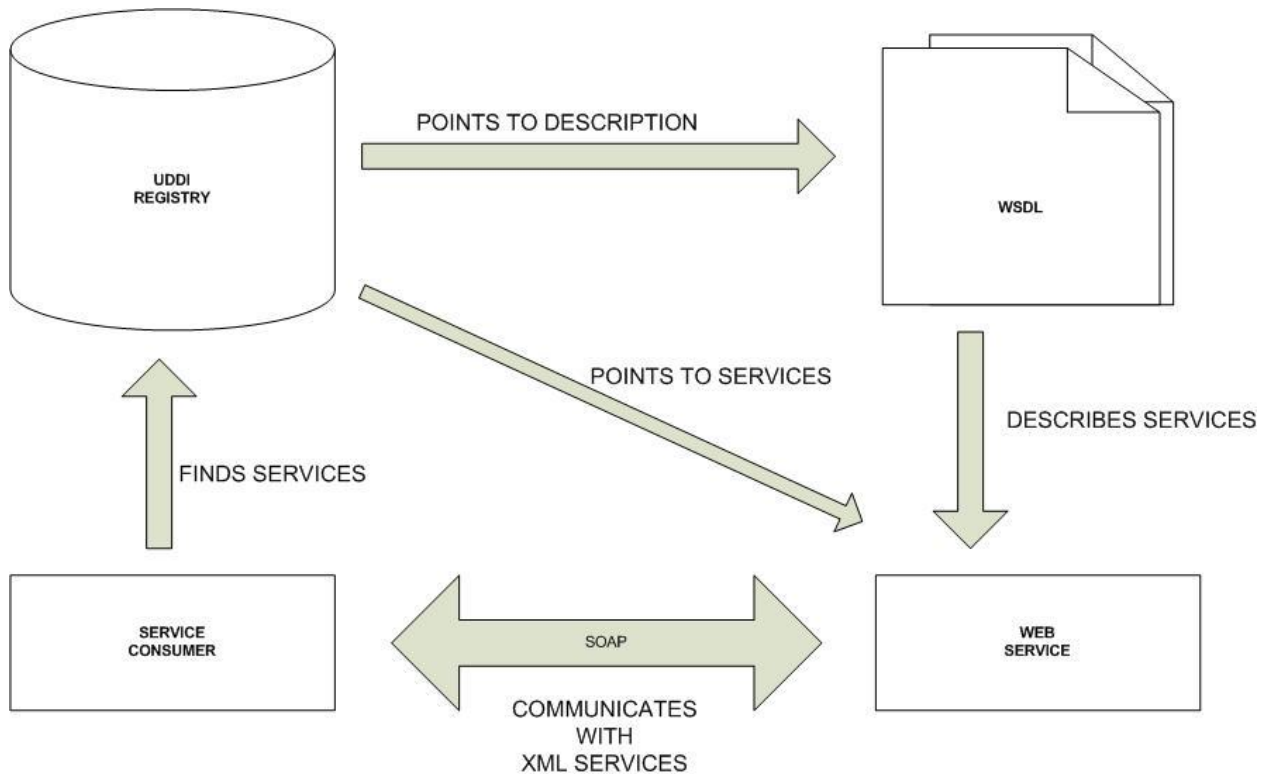 POINTS TO DESCRIPTION
UDDI
REGISTRY
WSDL
POINTS TO SERVICES
DESCRIBES SERVICES
FINDS SERVICES
SERVICE
CONSUMER
SOAP
WEB
SERVICE
COMMUNICATES
WITH
XML SERVICES